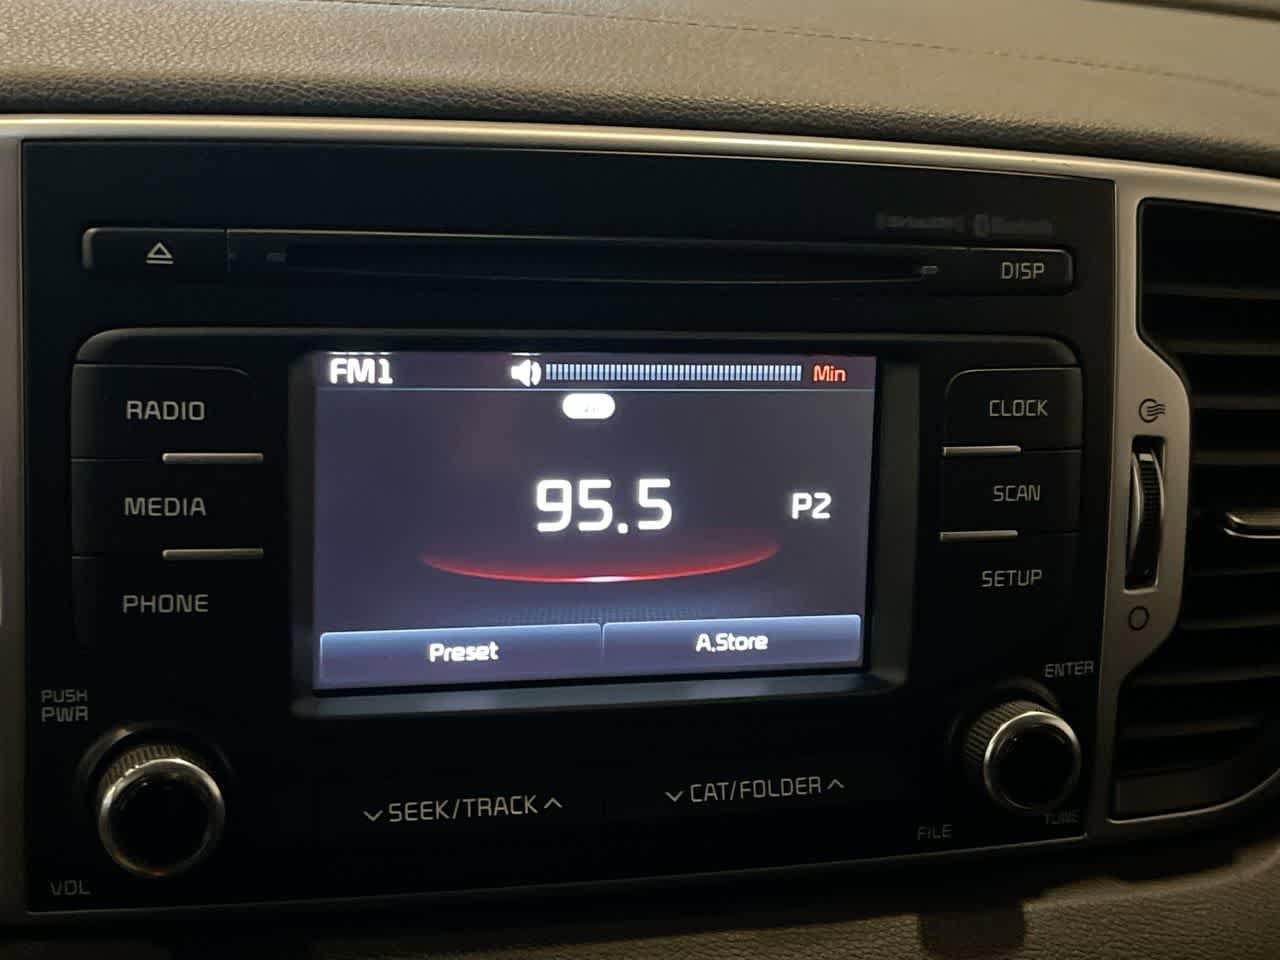 DISP
FM1 Min
RADIO
CLOCK
MEDIA
95.5 P2
SCAN
PHONE
SETUP
Preset A.Store
PUSH
PWR
ENTER
SEEK/TRACK
CAT/FOLDER
VOL
FILE
TUNE